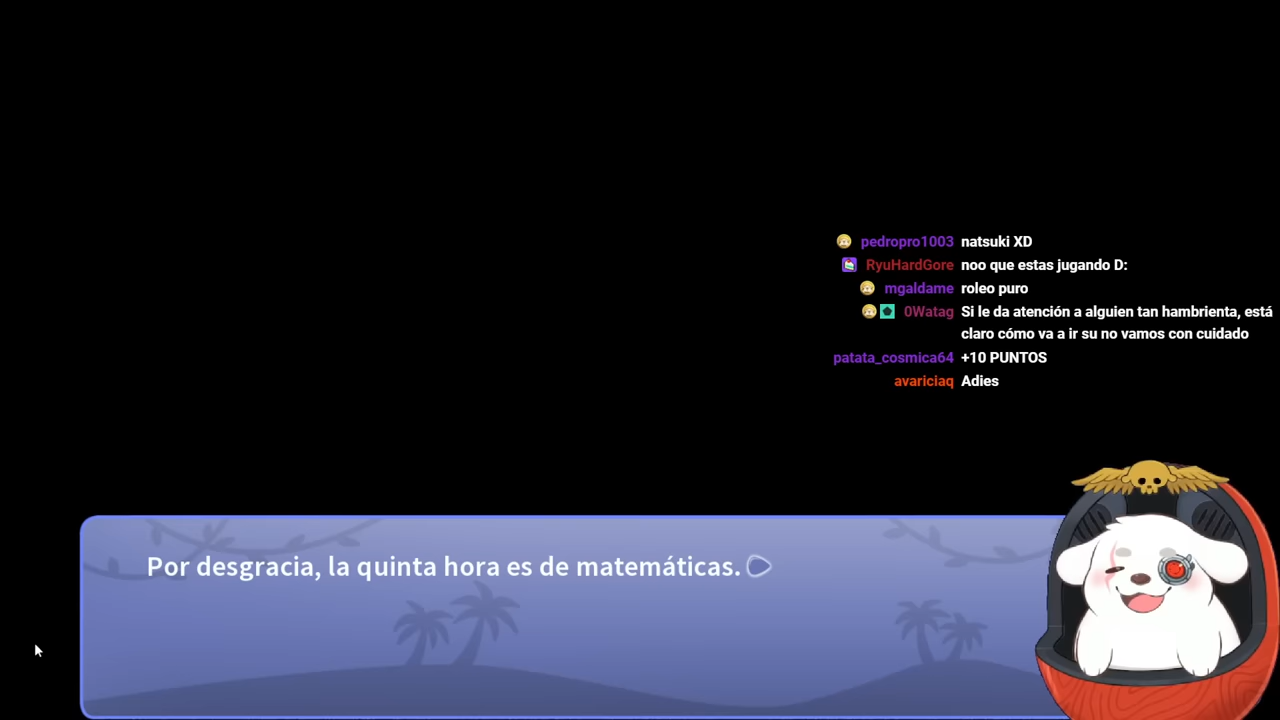 pedropro1003 natsuki XD
RyuHardGore noo que estas jugando D:
mgaldame roleo puro
0Watag Si le da atención a alguien tan hambrienta, está
claro cómo va a ir su no vamos con cuidado
patata_cosmica64 +10 PUNTOS
avariciaq Adies
Por desgracia, la quinta hora es de matemáticas.